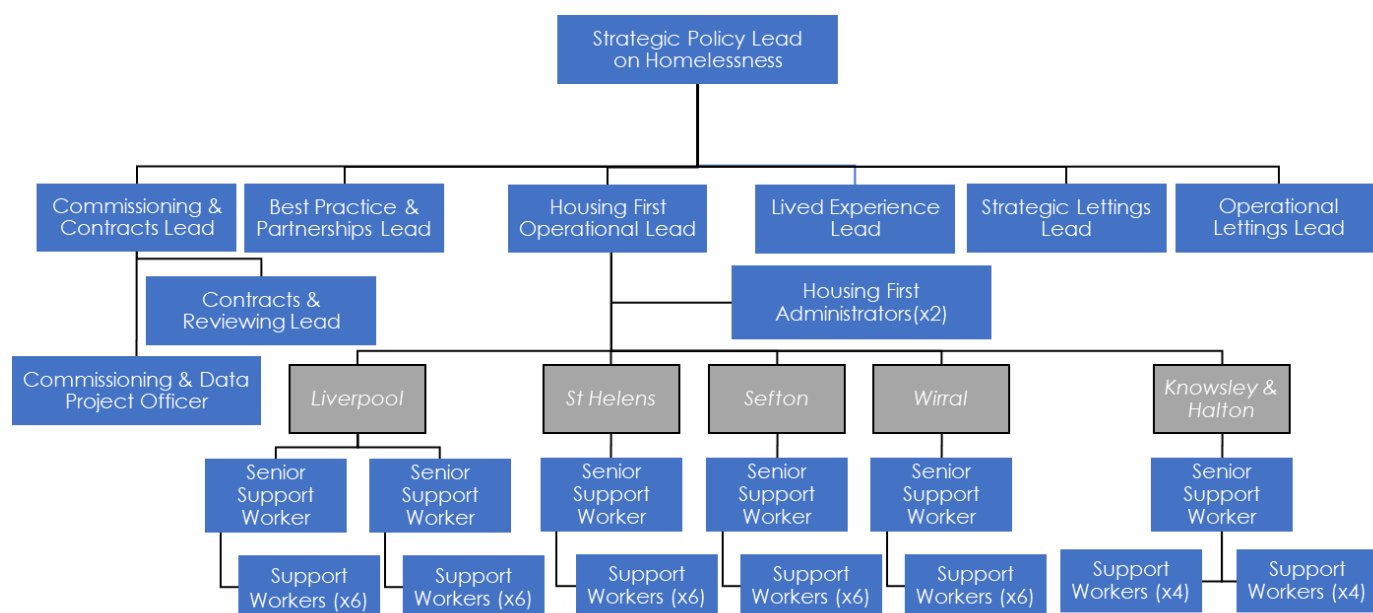 Strategic Policy Lead
on Homelessness
Commissioning &
Contracts Lead
Best Practice &
Partnerships Lead
Housing First
Operational Lead
Lived Experience
Lead
Strategic Lettings
Lead
Operational
Lettings Lead
Contracts &
Reviewing Lead
Housing First
Administrators(x2)
Commissioning & Data
Project Officer
Liverpool
St Helens
Sefton
Wirral
Knowsley &
Halton
Senior
Support
Worker
Senior
Support
Worker
Senior
Support
Worker
Senior
Support
Worker
Senior
Support
Worker
Senior
Support
Worker
Support
Workers (x6)
Support
Workers (x6)
Support
Workers (x6)
Support
Workers (x6)
Support
Workers (x6)
Support
Workers (x4)
Support
Workers (x4)